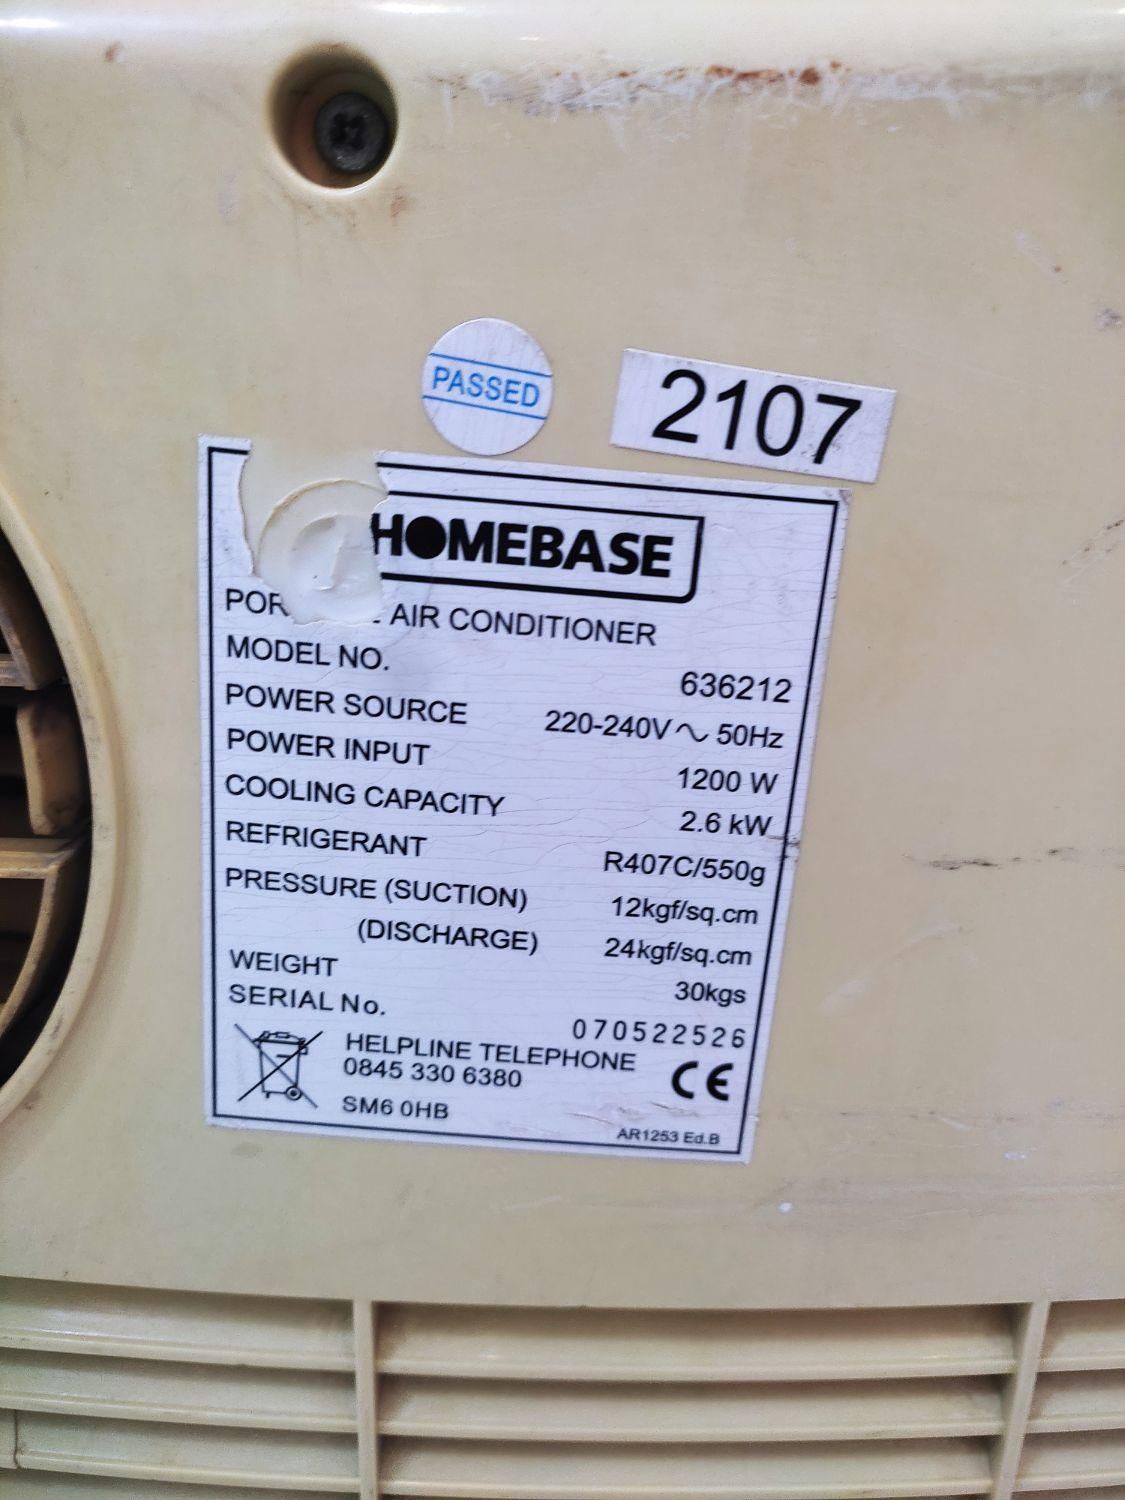 PASSED
2107
HOMEBASE
AIR CONDITIONER
MODEL NO. 636212
POWER SOURCE 220-240V∿ 50Hz
POWER INPUT 1200 W
COOLING CAPACITY 2.6 kW
REFRIGERANT R407C/550g
PRESSURE (SUCTION) 12kgf/sq.cm
(DISCHARGE) 24kgf/sq.cm
WEIGHT 30kgs
SERIAL No. 070522526
HELPLINE TELEPHONE
0845 330 6380
CE
SM6 0HB
AR1253 Ed.B